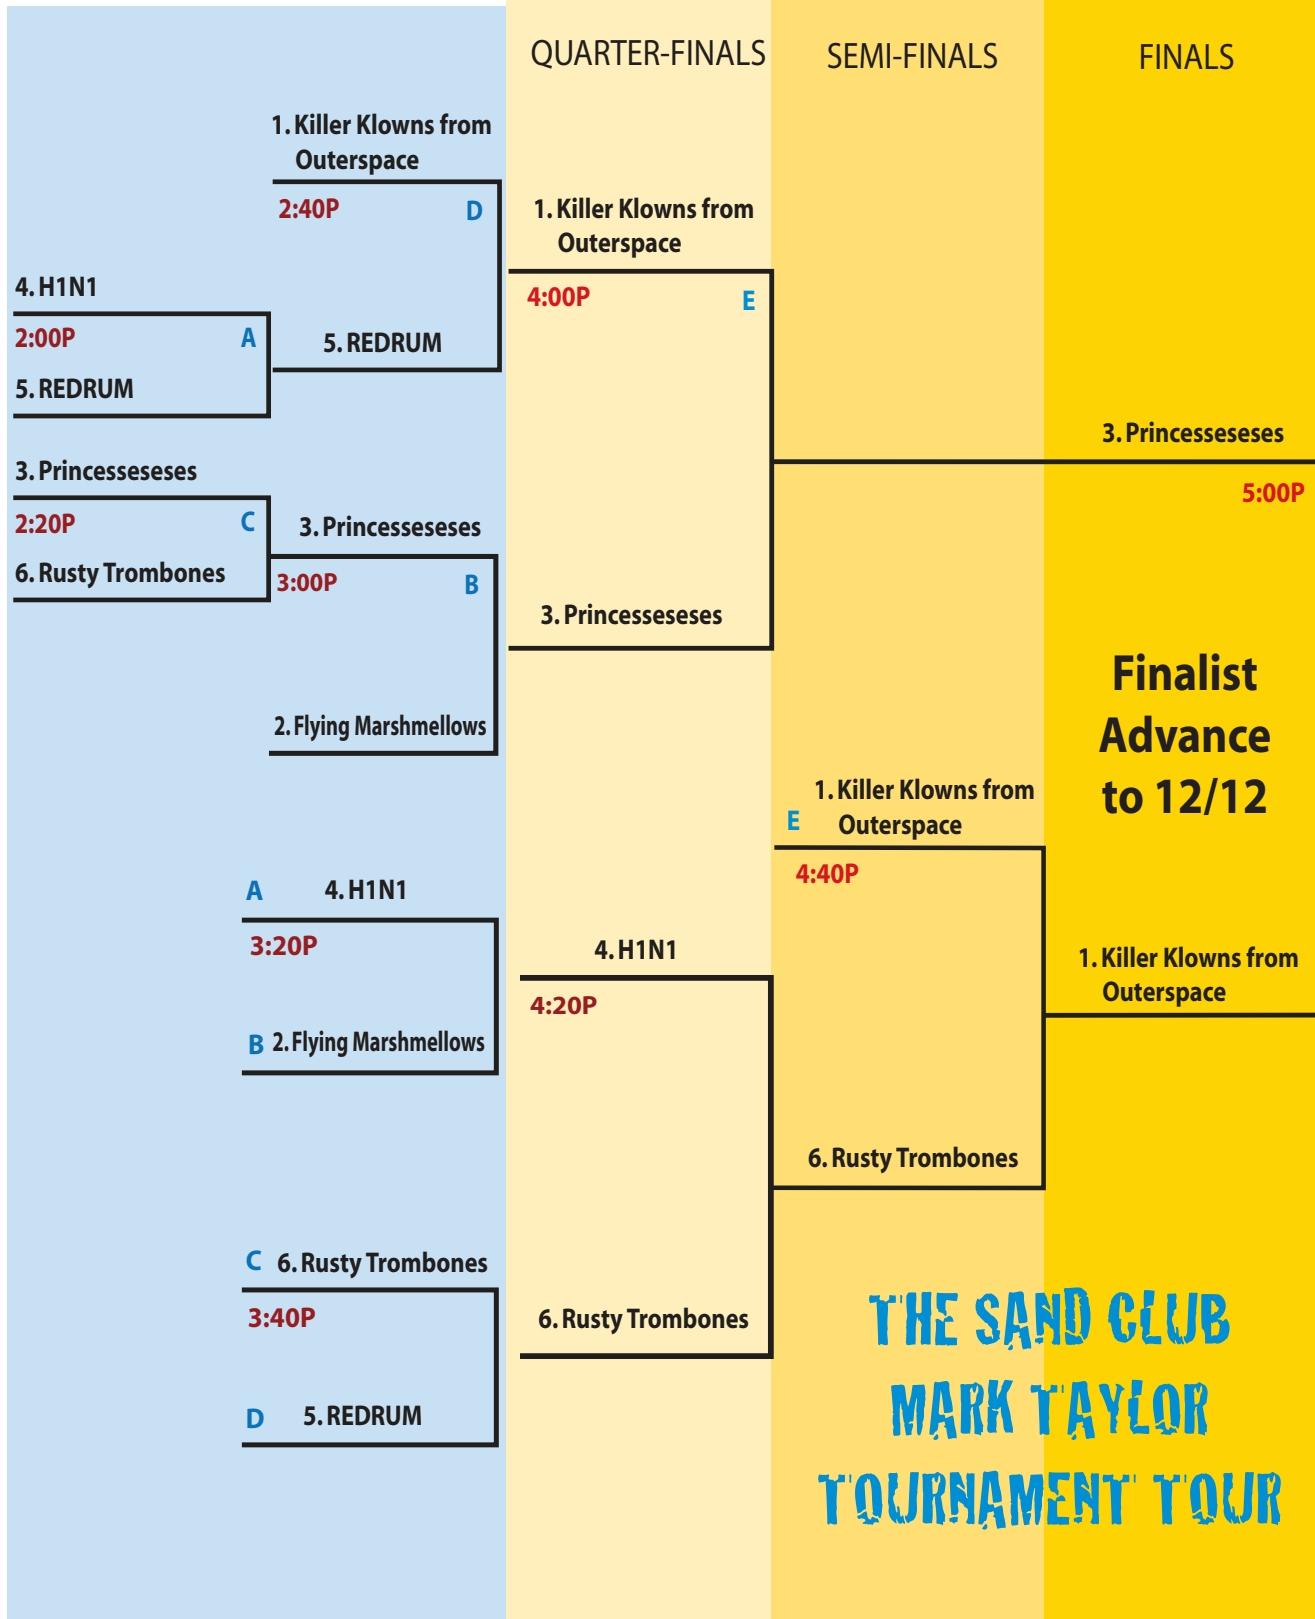 QUARTER-FINALS
SEMI-FINALS
FINALS
1. Killer Klowns from
Outerspace
2:40P
D
4. H1N1
2:00P
A
5. REDRUM
5. REDRUM
3. Princesseseses
2:20P
C
6. Rusty Trombones
3. Princesseseses
3:00P
B
2. Flying Marshmellows
A
4. H1N1
3:20P
B
2. Flying Marshmellows
C
6. Rusty Trombones
3:40P
D
5. REDRUM
1. Killer Klowns from
Outerspace
4:00P
E
3. Princesseseses
4. H1N1
4:20P
6. Rusty Trombones
1. Killer Klowns from
E
Outerspace
4:40P
6. Rusty Trombones
3. Princesseseses
5:00P
Finalist
Advance
to 12/12
1. Killer Klowns from
Outerspace
THE SAND CLUB
MARK TAYLOR
TOURNAMENT TOUR